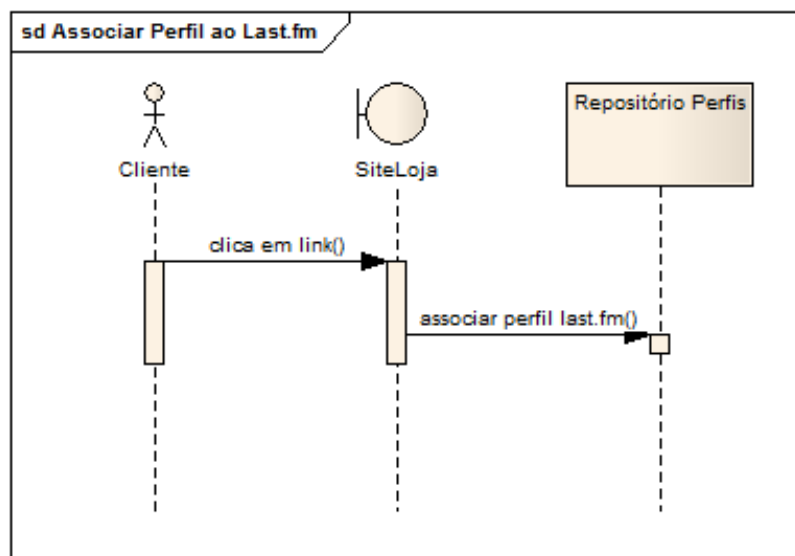 sd Associar Perfil ao Last.fm
Repositório Perfis
Cliente
SiteLoja
clica em link()
associar perfil last.fm()